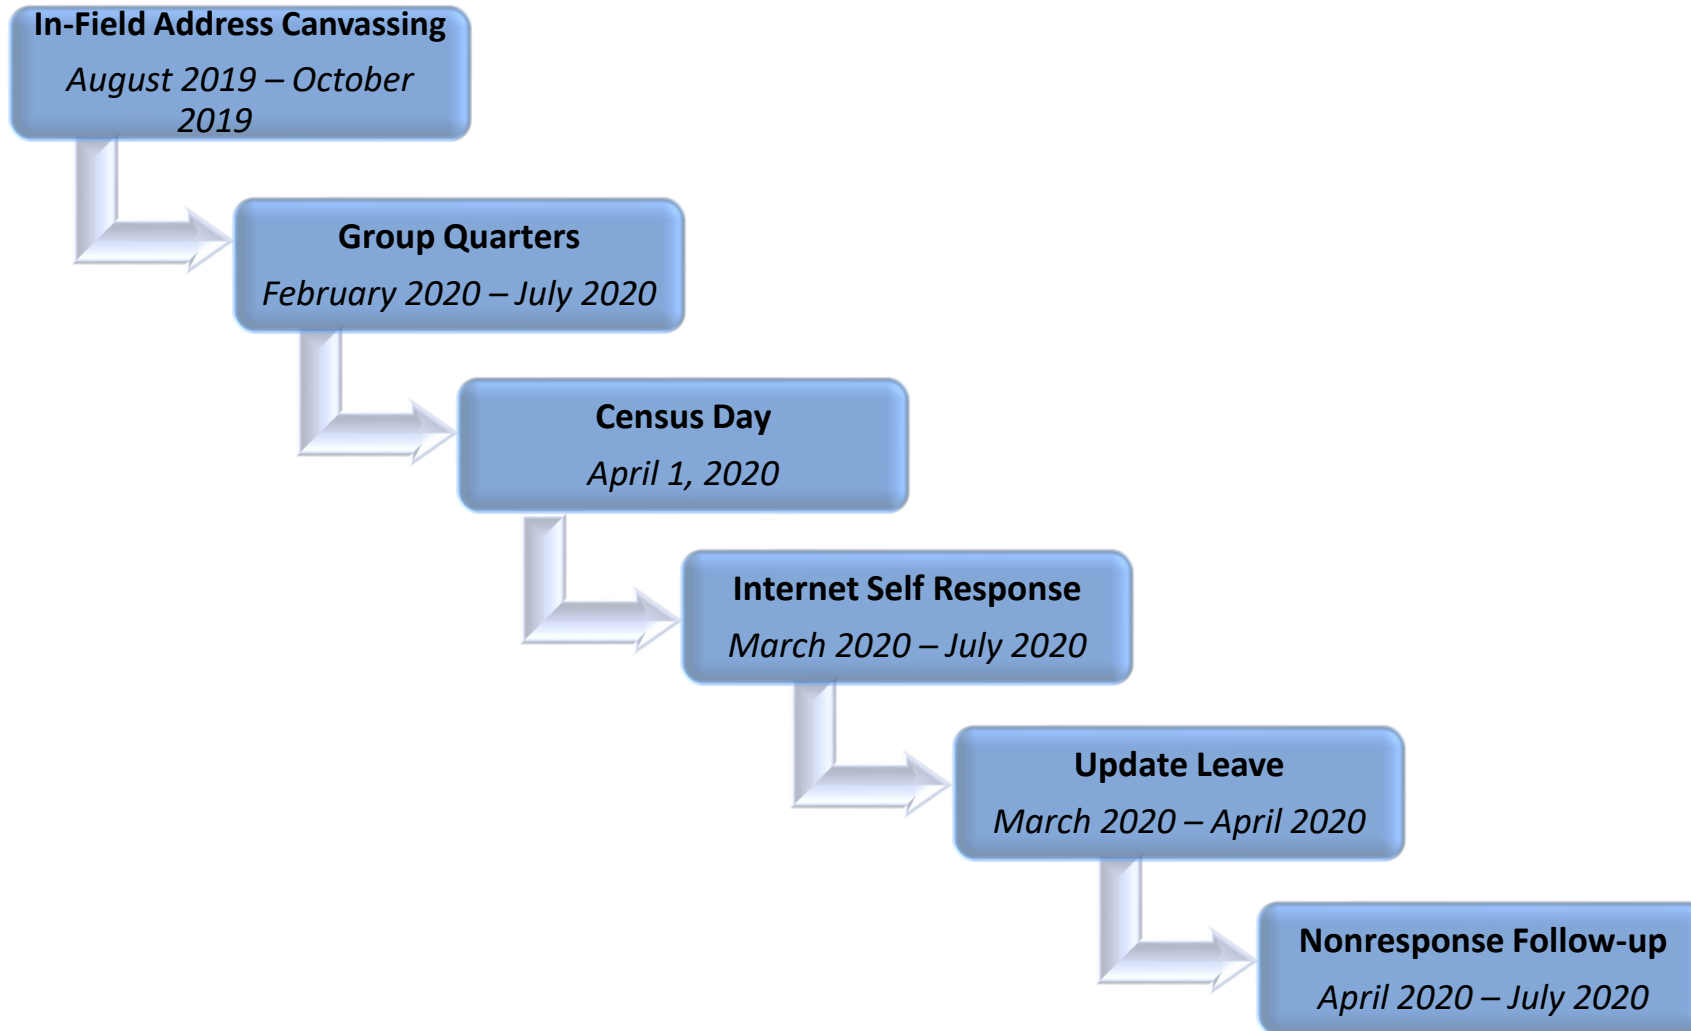 In-Field Address Canvassing
August 2019 – October
2019
Group Quarters
February 2020 – July 2020
Census Day
April 1, 2020
Internet Self Response
March 2020 – July 2020
Update Leave
March 2020 – April 2020
Nonresponse Follow-up
April 2020 – July 2020